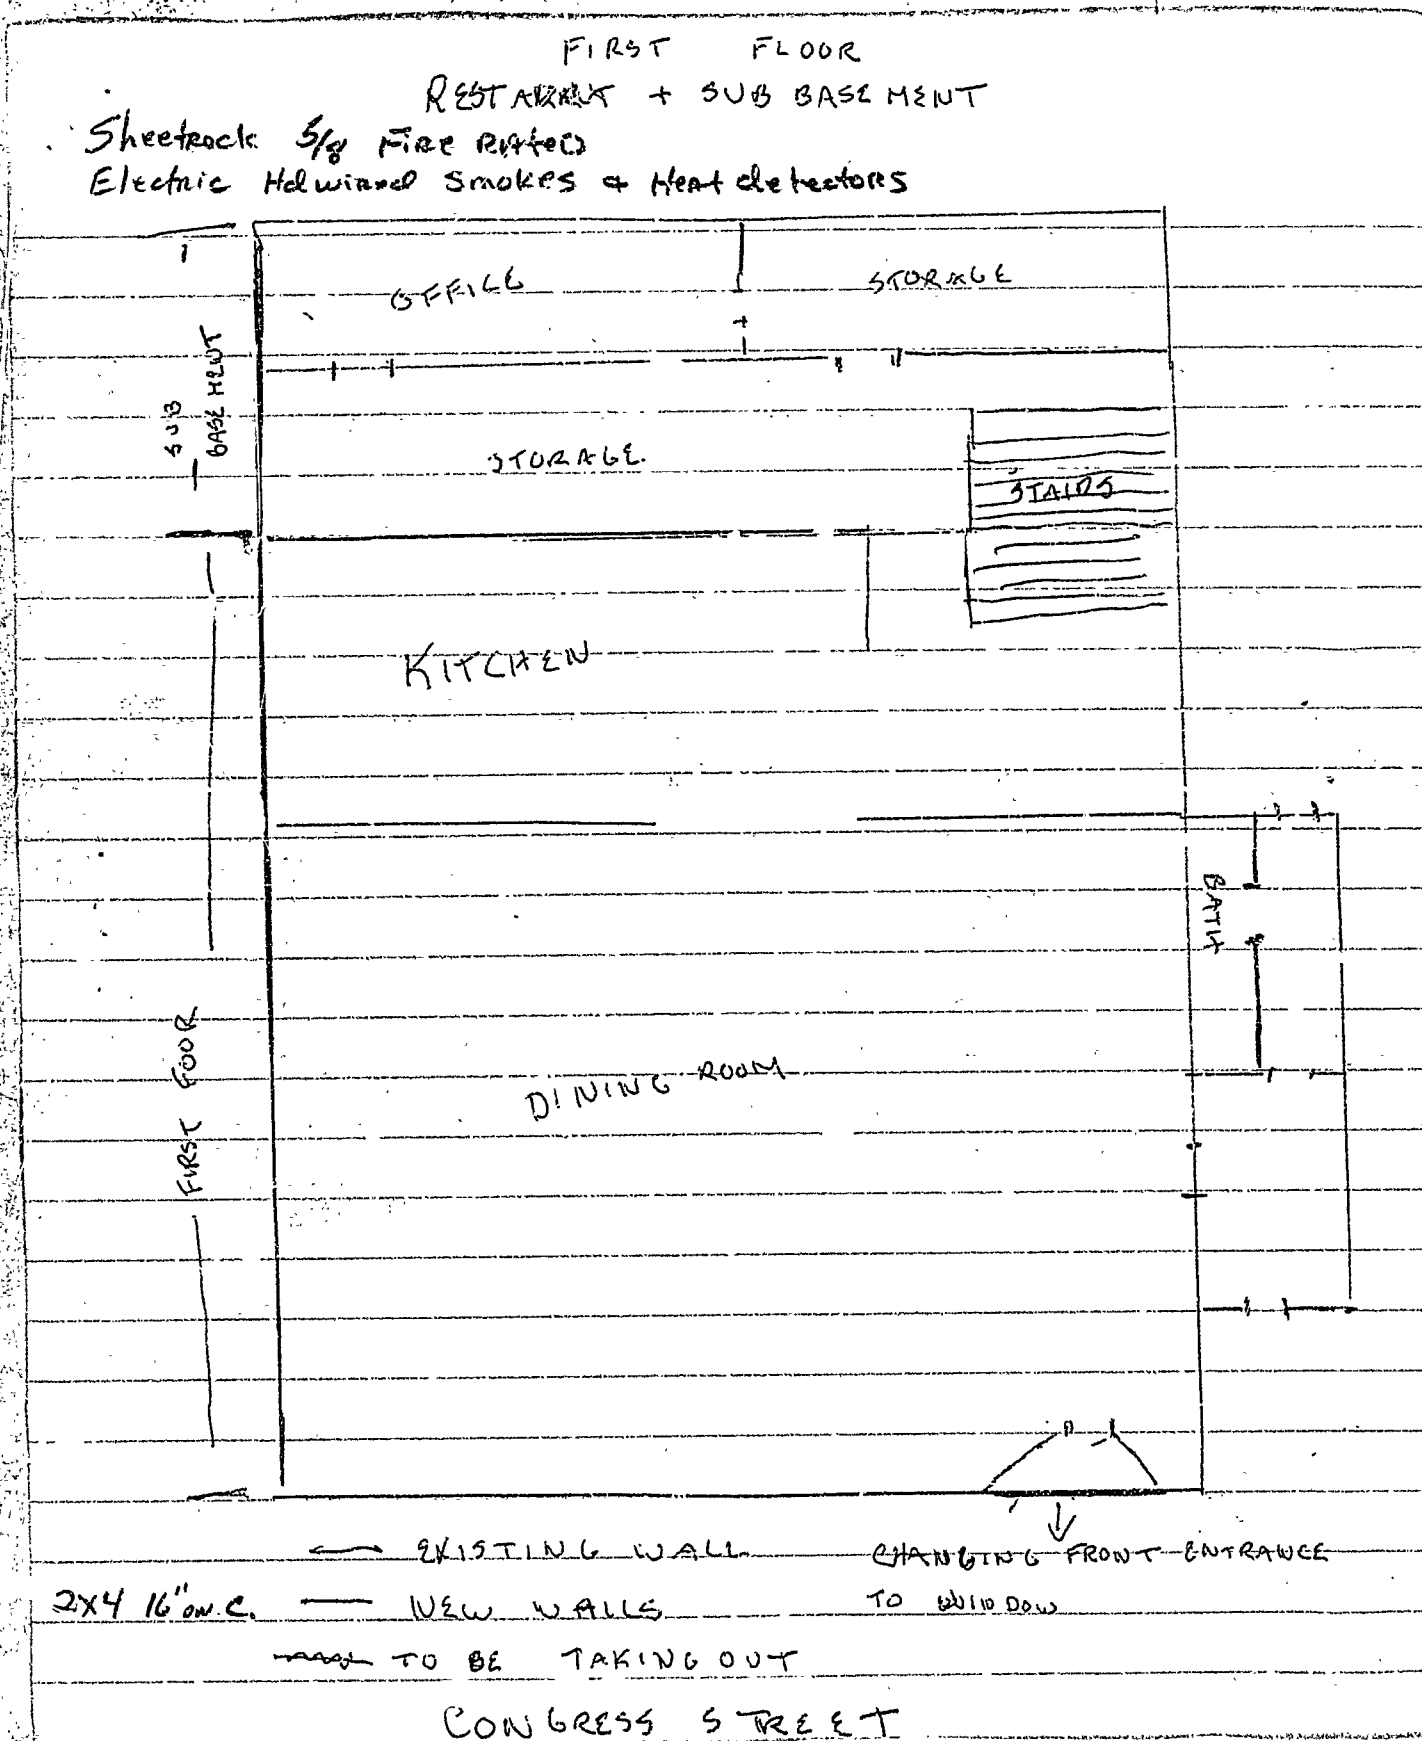 FIRST FLOOR
RESTARANT + SUB BASEMENT
Sheetrock 5/8 Fire Rated
Electric Hdwired Smokes & Heat detectors
OFFICE
STORAGE
SUB
BASEMENT
STORAGE
STAIRS
KITCHEN
BATH
FIRST FOOR
DINING ROOM
EXISTING WALL
CHANGING FRONT ENTRANCE
TO WINDOW
2X4 16" ON C.
NEW WALLS
TO BE TAKING OUT
CONGRESS STREET